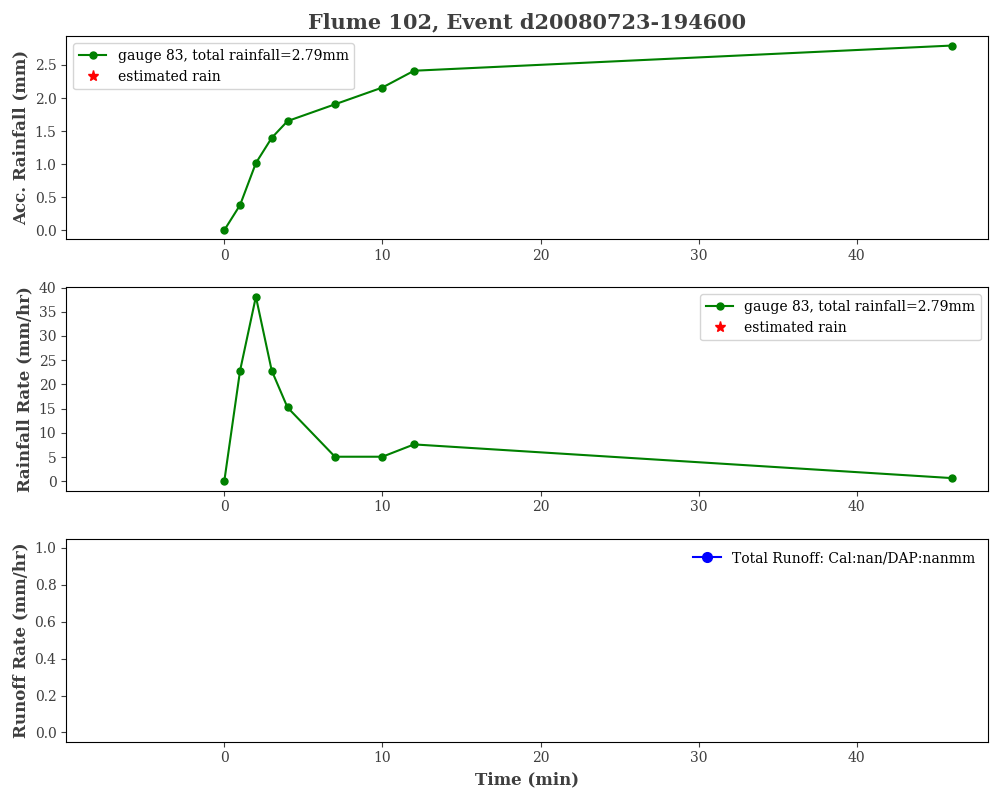 Flume 102, Event d20080723-194600
Acc. Rainfall (mm)
2.5
2.0
1.5
1.0
0.5
0.0
gauge 83, total rainfall=2.79mm
estimated rain
0 10 20 30 40
Rainfall Rate (mm/hr)
40
35
30
25
20
15
10
5
0
gauge 83, total rainfall=2.79mm
estimated rain
0 10 20 30 40
Runoff Rate (mm/hr)
1.0
0.8
0.6
0.4
0.2
0.0
Total Runoff: Cal:nan/DAP:nanmm
0 10 20 30 40
Time (min)